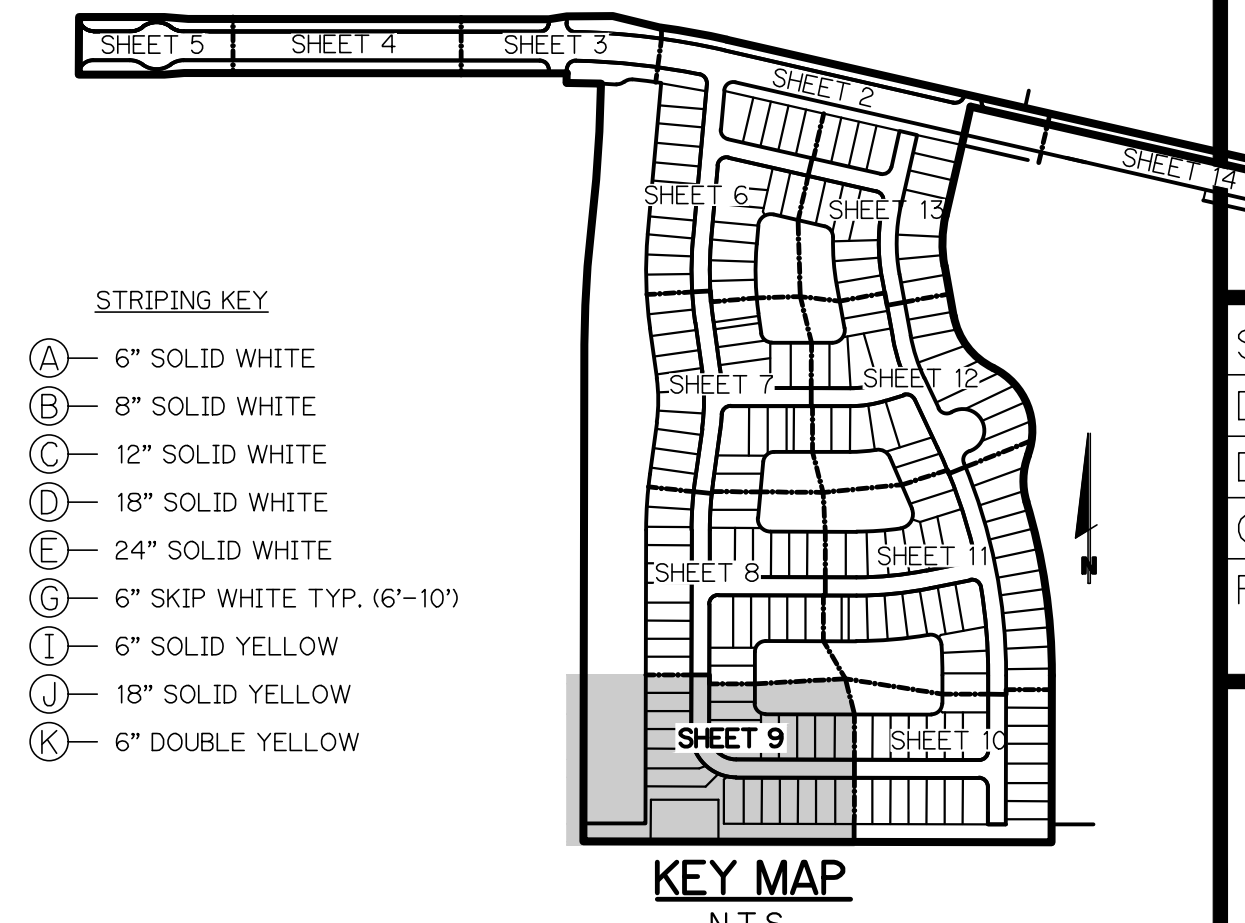 SHEET 5
SHEET 4
SHEET 3
SHEET 2
SHEET 14
SHEET 6
SHEET 13
STRIPING KEY
A 6” SOLID WHITE
B 8” SOLID WHITE
C 12” SOLID WHITE
D 18” SOLID WHITE
E 24” SOLID WHITE
G 6” SKIP WHITE TYP. (6’-10’)
I 6” SOLID YELLOW
J 18” SOLID YELLOW
K 6” DOUBLE YELLOW
SHEET 7
SHEET 12
SHEET 8
SHEET 11
N
SHEET 9
SHEET 10
KEY MAP
N.T.S.